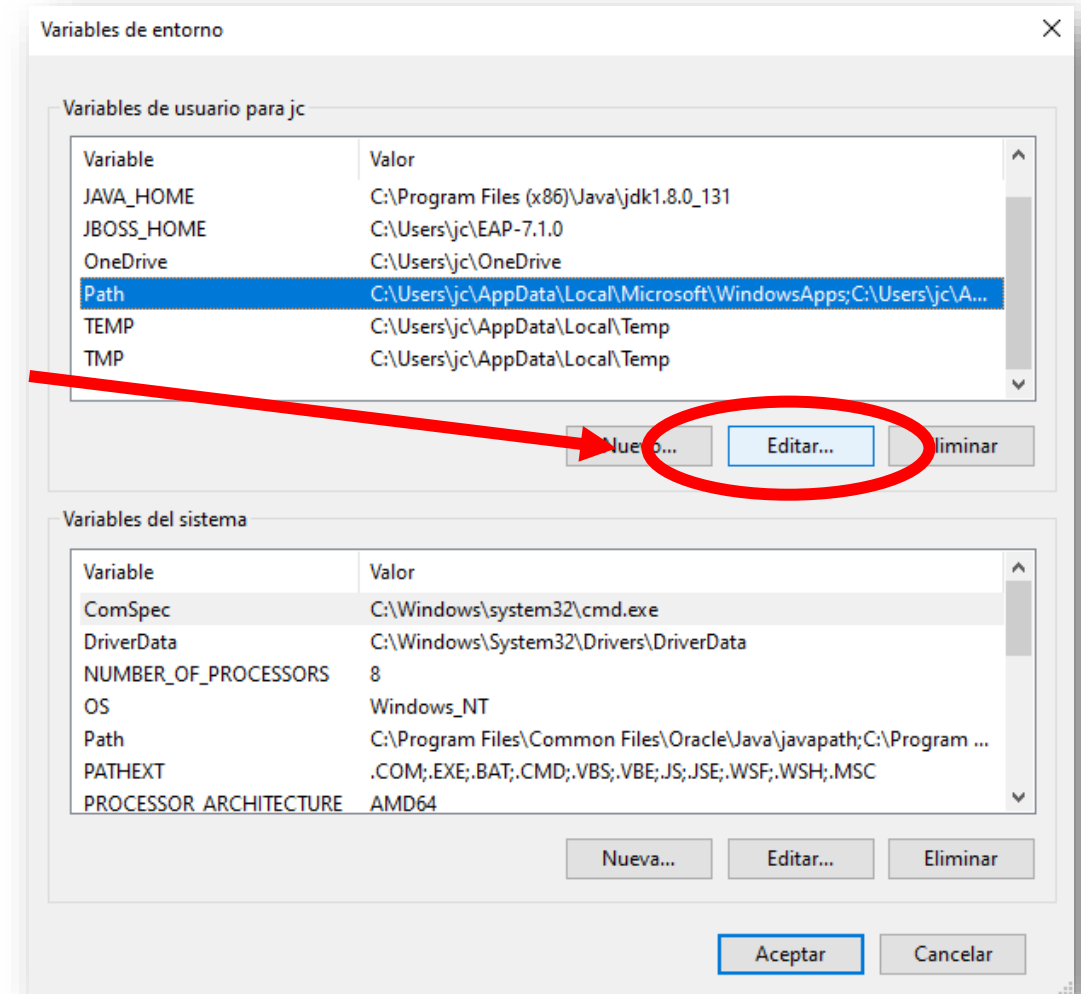 Variables de entorno
Variables de usuario para jc
Variable Valor
JAVA_HOME C:\Program Files (x86)\Java\jdk1.8.0_131
JBOSS_HOME C:\Users\jc\EAP-7.1.0
OneDrive C:\Users\jc\OneDrive
Path C:\Users\jc\AppData\Local\Microsoft\WindowsApps;C:\Users\jc\A...
TEMP C:\Users\jc\AppData\Local\Temp
TMP C:\Users\jc\AppData\Local\Temp
Editar...
Variables del sistema
Variable Valor
ComSpec C:\Windows\system32\cmd.exe
DriverData C:\Windows\System32\Drivers\DriverData
NUMBER_OF_PROCESSORS 8
OS Windows_NT
Path C:\Program Files\Common Files\Oracle\Java\javapath;C:\Program ...
PATHEXT .COM;.EXE;.BAT;.CMD;.VBS;.VBE;.JS;.JSE;.WSF;.WSH;.MSC
PROCESSOR_ARCHITECTURE AMD64
Nueva... Editar... Eliminar
Aceptar Cancelar